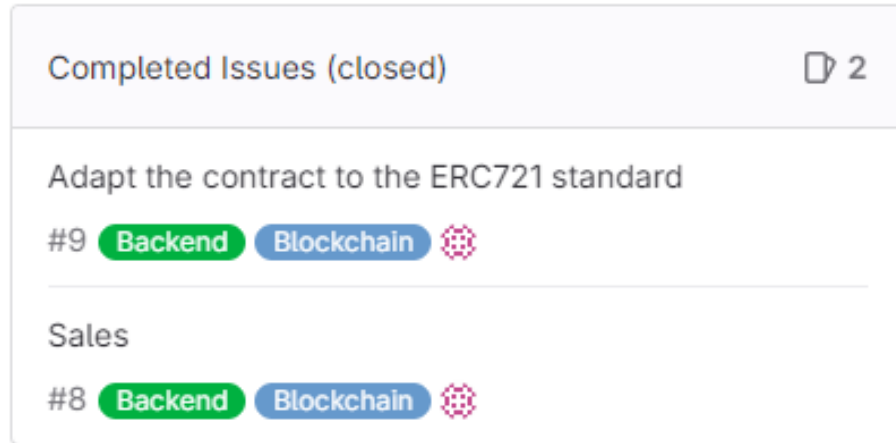 Completed Issues (closed) 2
Adapt the contract to the ERC721 standard
#9 Backend Blockchain
Sales
#8 Backend Blockchain